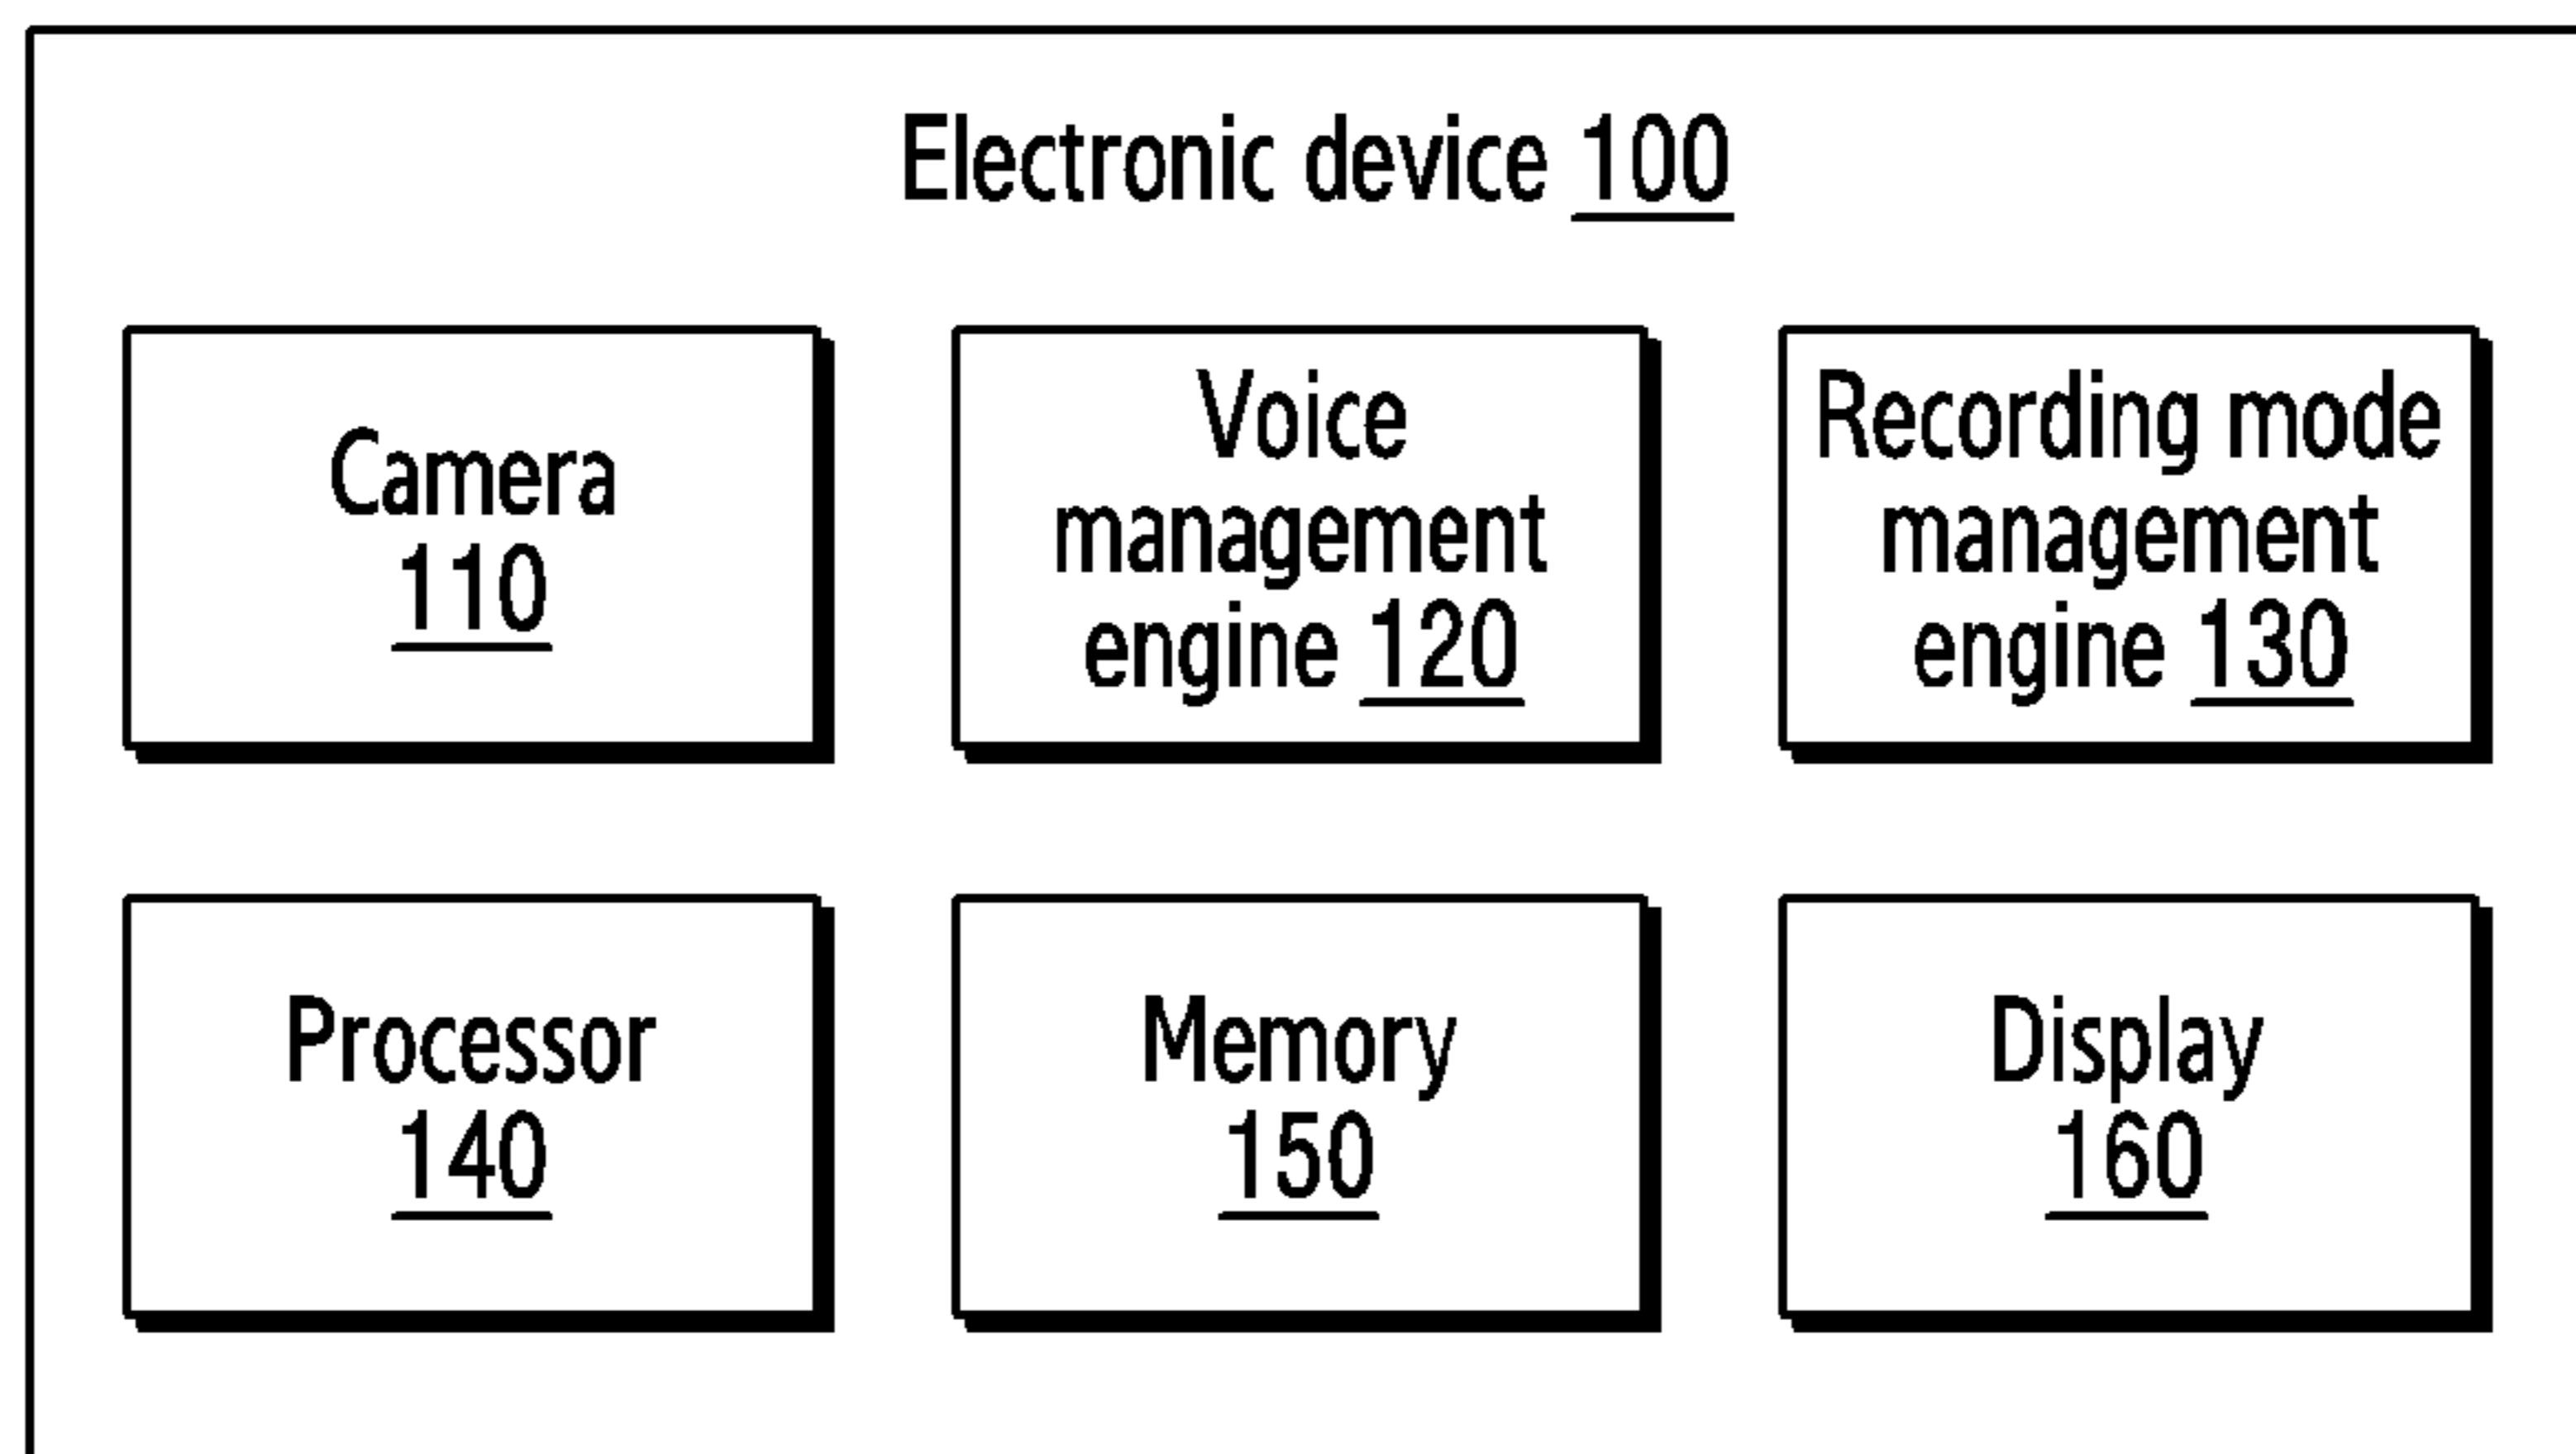 Electronic device 100
Camera
110
Voice
management
engine 120
Recording mode
management
engine 130
Processor
140
Memory
150
Display
160